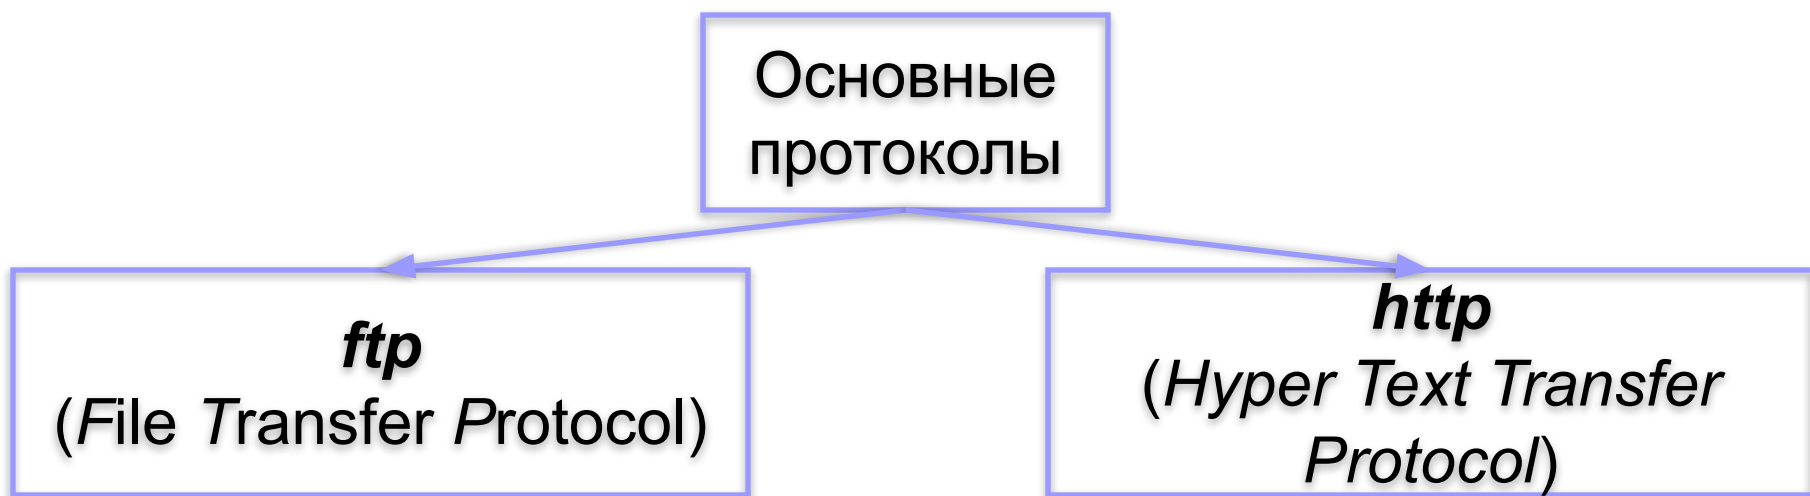 Основные
протоколы
ftp
(File Transfer Protocol)
http
(Hyper Text Transfer
Protocol)